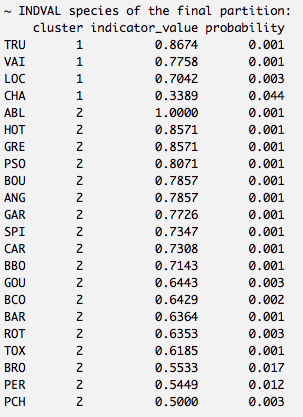 ~ INDVAL species of the final partition:
cluster indicator_value probability
TRU 1 0.8674 0.001
VAI 1 0.7758 0.001
LOC 1 0.7042 0.003
CHA 1 0.3389 0.044
ABL 2 1.0000 0.001
HOT 2 0.8571 0.001
GRE 2 0.8571 0.001
PSO 2 0.8071 0.001
BOU 2 0.7857 0.001
ANG 2 0.7857 0.001
GAR 2 0.7726 0.001
SPI 2 0.7347 0.001
CAR 2 0.7308 0.001
BBO 2 0.7143 0.001
GOU 2 0.6443 0.003
BCO 2 0.6429 0.002
BAR 2 0.6364 0.001
ROT 2 0.6353 0.003
TOX 2 0.6185 0.001
BRO 2 0.5533 0.017
PER 2 0.5449 0.012
PCH 2 0.5000 0.003